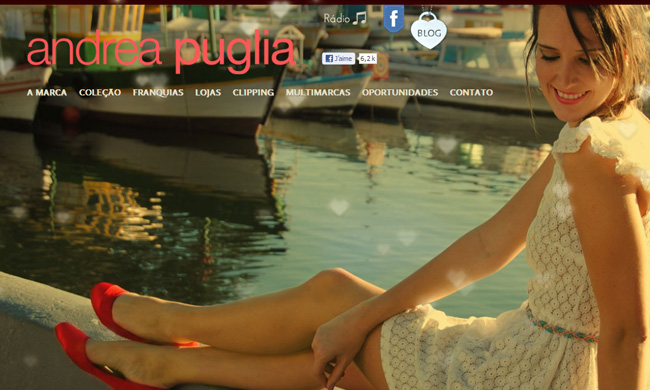 Rádio
BLOG
andrea puglia
J'aime 6,2 k
A MARCA COLEÇÃO FRANQUIAS LOJAS CLIPPING MULTIMARCAS OPORTUNIDADES CONTATO